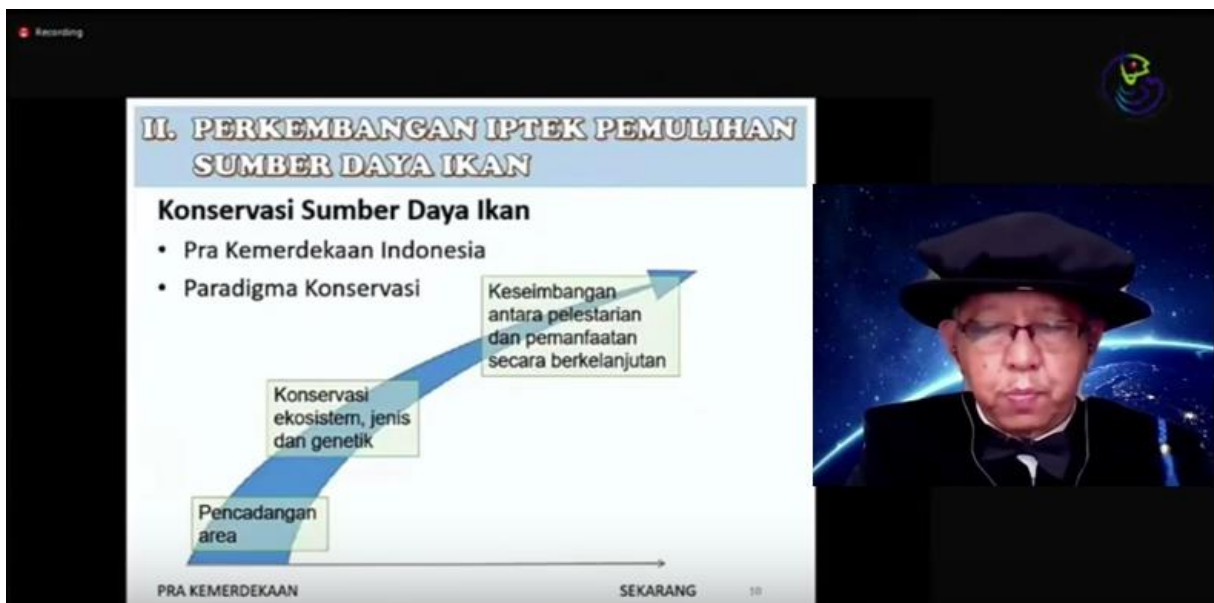 Recording
II. PERKEMBANGAN IPTEK PEMULIHAN
SUMBER DAYA IKAN
Konservasi Sumber Daya Ikan
• Pra Kemerdekaan Indonesia
• Paradigma Konservasi
Keseimbangan
antara pelestarian
dan pemanfaatan
secara berkelanjutan
Konservasi
ekosistem, jenis
dan genetik
Pencadangan
area
PRA KEMERDEKAAN
SEKARANG
10